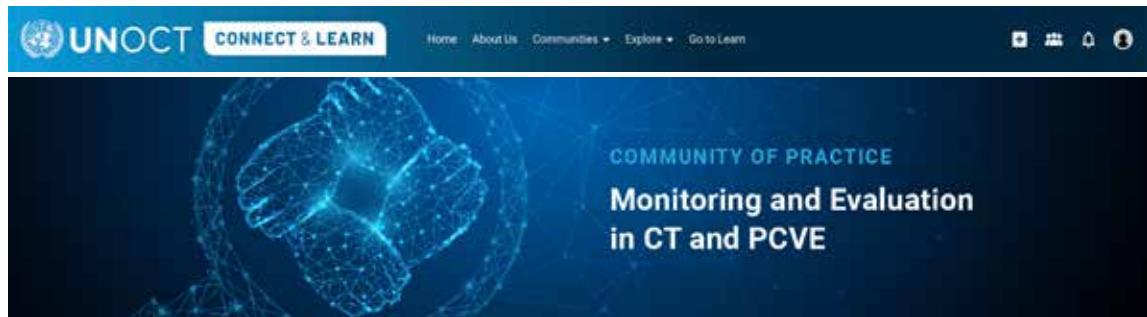 UNOCT CONNECT & LEARN Home About Us Communities Explore Go to Learn
COMMUNITY OF PRACTICE
Monitoring and Evaluation
in CT and PCVE